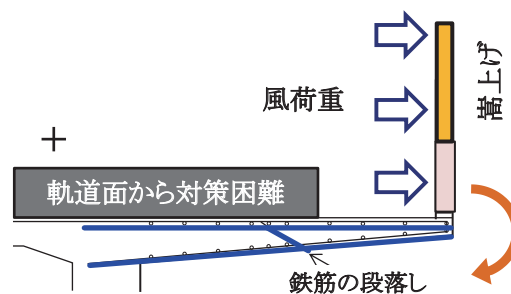 風荷重
嵩上げ
軌道面から対策困難
鉄筋の段落し